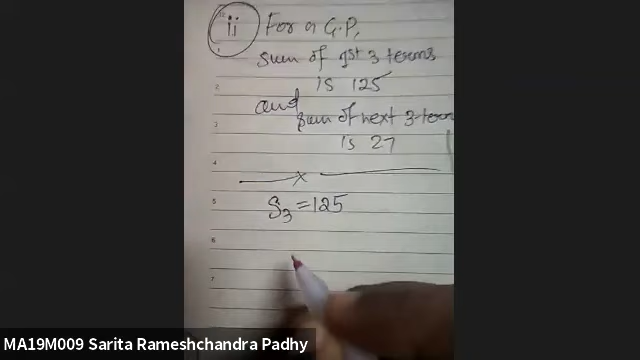 ii For a G.P,
sum of 1st 3 terms
is 125
and
sum of next 3-term
is 27
S3 = 125
MA19M009 Sarita Rameshchandra Padhy